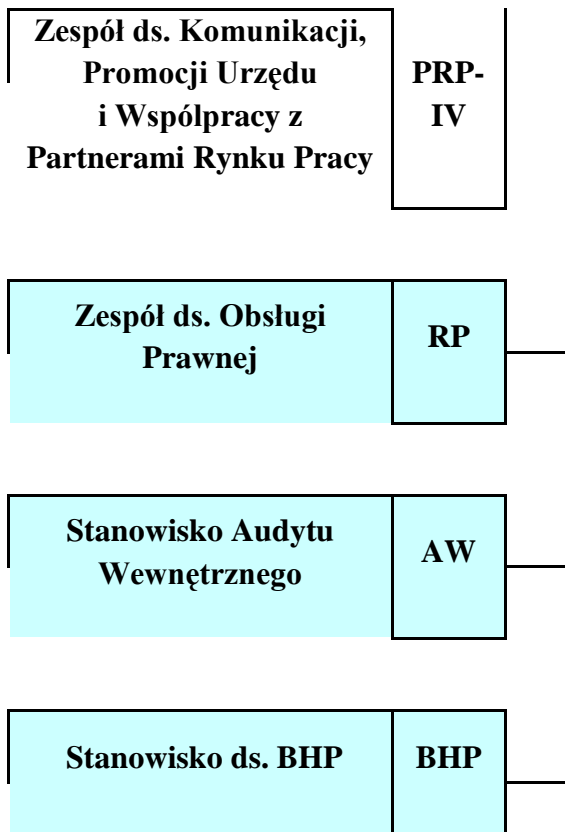 Zespół ds. Komunikacji,
Promocji Urzędu
i Wspólpracy z
Partnerami Rynku Pracy
PRP-
IV
Zespół ds. Obsługi
Prawnej
RP
Stanowisko Audytu
Wewnętrznego
AW
Stanowisko ds. BHP
BHP